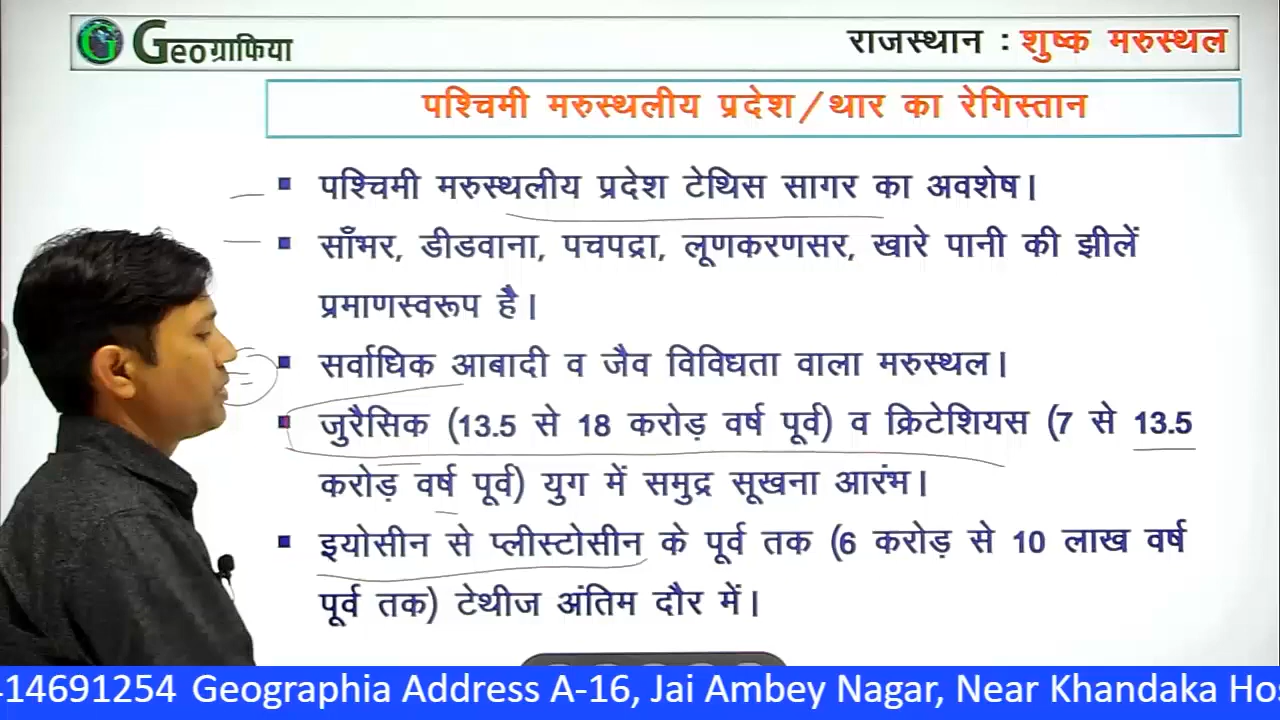 Geoग्राफिया
राजस्थान : शुष्क मरुस्थल
पश्चिमी मरुस्थलीय प्रदेश/थार का रेगिस्तान
▪ पश्चिमी मरुस्थलीय प्रदेश टेथिस सागर का अवशेष।
▪ साँभर, डीडवाना, पचपद्रा, लूणकरणसर, खारे पानी की झीलें
प्रमाणस्वरूप है।
▪ सर्वाधिक आबादी व जैव विविधता वाला मरुस्थल।
▪ जुरैसिक (13.5 से 18 करोड़ वर्ष पूर्व) व क्रिटेशियस (7 से 13.5
करोड़ वर्ष पूर्व) युग में समुद्र सूखना आरंभ।
▪ इयोसीन से प्लीस्टोसीन के पूर्व तक (6 करोड़ से 10 लाख वर्ष
पूर्व तक) टेथीज अंतिम दौर में।
414691254 Geographia Address A-16, Jai Ambey Nagar, Near Khandaka Hos